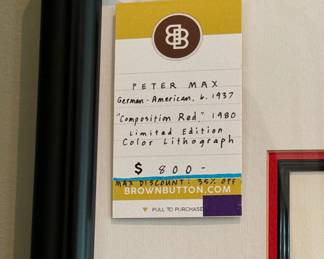 BB
PETER MAX
German-American, b. 1937
"Composition Red," 1980
Limited Edition
Color Lithograph
$ 800-
MAX DISCOUNT: 35% OFF
BROWNBUTTON.COM
▼ PULL TO PURCHASE